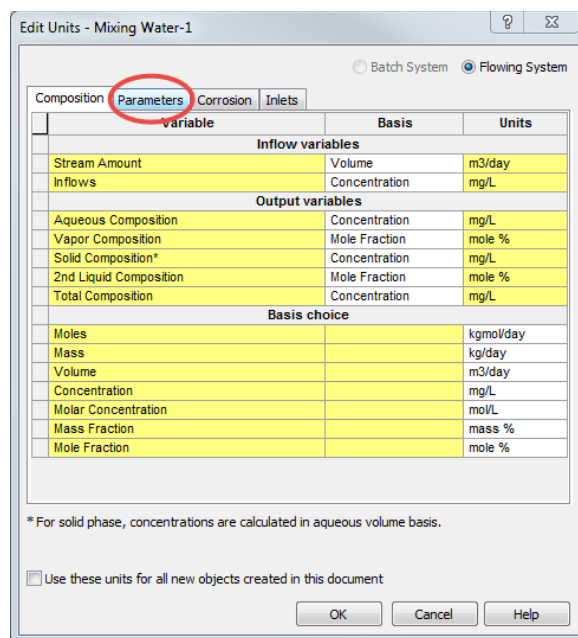 Edit Units - Mixing Water-1
Batch System Flowing System
Composition Parameters Corrosion Inlets
Variable Basis Units
Inflow variables
Stream Amount Volume m3/day
Inflows Concentration mg/L
Output variables
Aqueous Composition Concentration mg/L
Vapor Composition Mole Fraction mole %
Solid Composition* Concentration mg/L
2nd Liquid Composition Mole Fraction mole %
Total Composition Concentration mg/L
Basis choice
Moles kgmol/day
Mass kg/day
Volume m3/day
Concentration mg/L
Molar Concentration mol/L
Mass Fraction mass %
Mole Fraction mole %
* For solid phase, concentrations are calculated in aqueous volume basis.
Use these units for all new objects created in this document
OK Cancel Help